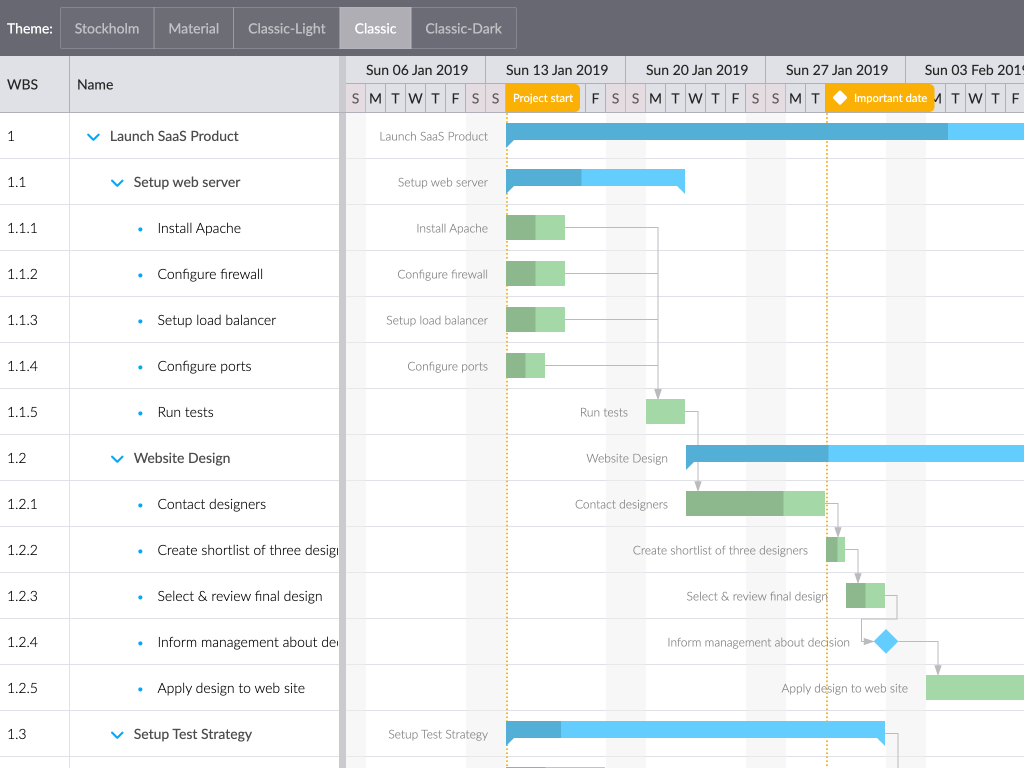 Theme: Stockholm Material Classic-Light Classic Classic-Dark
WBS Name
Sun 06 Jan 2019 Sun 13 Jan 2019 Sun 20 Jan 2019 Sun 27 Jan 2019 Sun 03 Feb 2019
S M T W T F S S Project start F S S M T W T F S S M T Important date M T W T F
1 Launch SaaS Product Launch SaaS Product
1.1 Setup web server Setup web server
1.1.1 Install Apache Install Apache
1.1.2 Configure firewall Configure firewall
1.1.3 Setup load balancer Setup load balancer
1.1.4 Configure ports Configure ports
1.1.5 Run tests Run tests
1.2 Website Design Website Design
1.2.1 Contact designers Contact designers
1.2.2 Create shortlist of three desig Create shortlist of three designers
1.2.3 Select & review final design Select & review final design
1.2.4 Inform management about de Inform management about decision
1.2.5 Apply design to web site Apply design to web site
1.3 Setup Test Strategy Setup Test Strategy